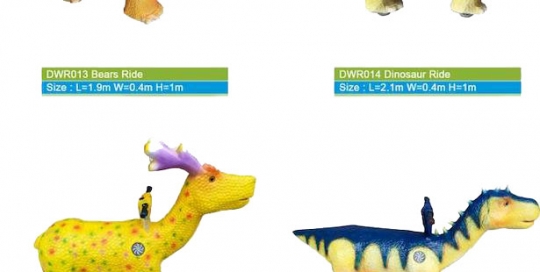 DWR013 Bears Ride
Size : L=1.9m W=0.4m H=1m
DWR014 Dinosaur Ride
Size : L=2.1m W=0.4m H=1m